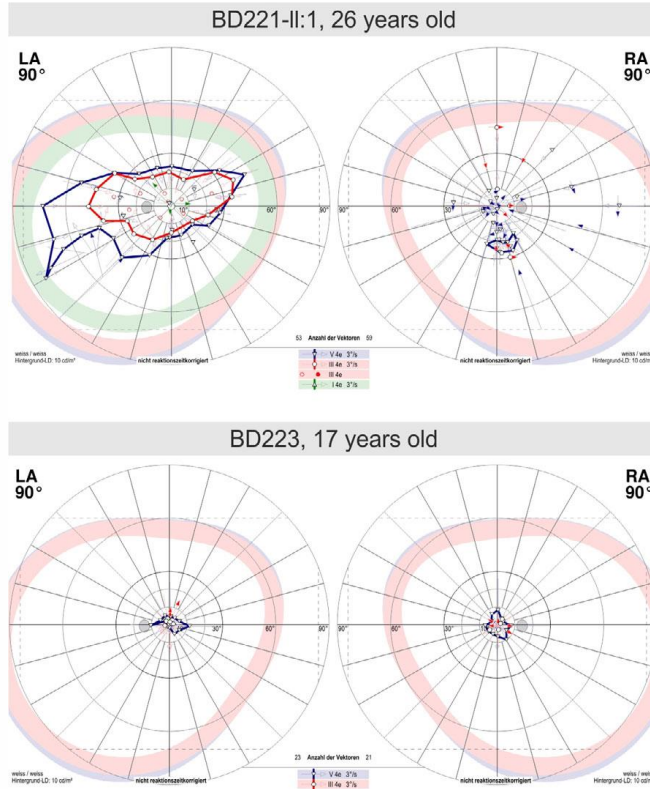 BD221-II:1, 26 years old
LA
90°
RA
90°
10°
60°
90°
90°
30°
60°
90°
53 Anzahl der Vektoren 59
V 4e 3°/s
III 4e 3°/s
III 4e
I 4e 3°/s
weiss / weiss
Hintergrund-LD: 10 cd/m²
nicht reaktionszeitkorrigiert
nicht reaktionszeitkorrigiert
weiss / weiss
Hintergrund-LD: 10 cd/m²
BD223, 17 years old
LA
90°
RA
90°
30°
60°
90°
90°
60°
30°
90°
23 Anzahl der Vektoren 21
V 4e 3°/s
III 4e 3°/s
weiss / weiss
Hintergrund-LD: 10 cd/m²
nicht reaktionszeitkorrigiert
nicht reaktionszeitkorrigiert
weiss / weiss
Hintergrund-LD: 10 cd/m²